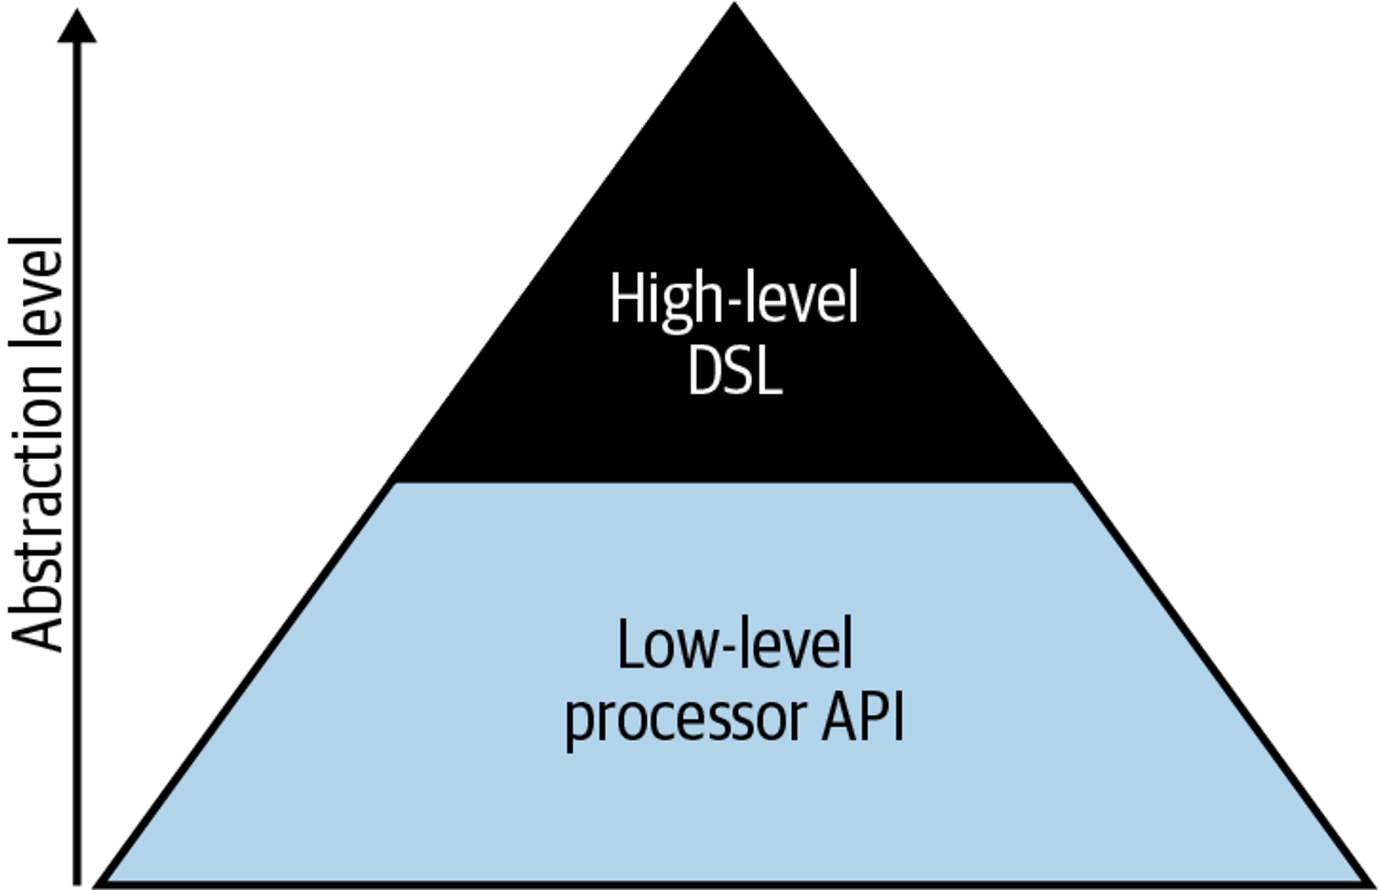 Abstraction level
High-level
DSL
Low-level
processor API